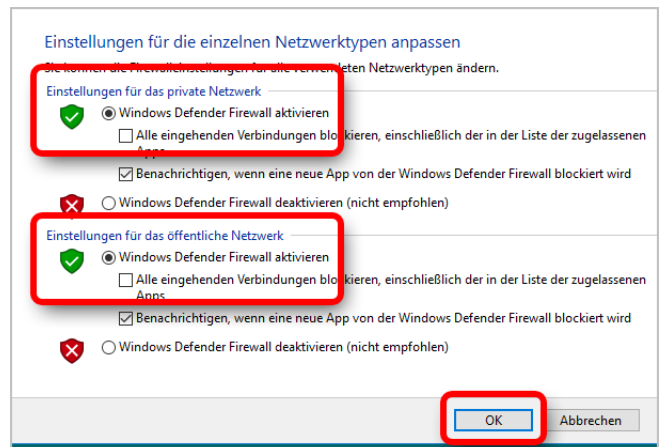 Einstellungen für die einzelnen Netzwerktypen anpassen
Sie können die Firewalleinstellungen für alle verwendeten Netzwerktypen ändern.
Einstellungen für das private Netzwerk
Windows Defender Firewall aktivieren
Alle eingehenden Verbindungen blockieren, einschließlich der in der Liste der zugelassenen
Apps
Benachrichtigen, wenn eine neue App von der Windows Defender Firewall blockiert wird
Windows Defender Firewall deaktivieren (nicht empfohlen)
Einstellungen für das öffentliche Netzwerk
Windows Defender Firewall aktivieren
Alle eingehenden Verbindungen blockieren, einschließlich der in der Liste der zugelassenen
Apps
Benachrichtigen, wenn eine neue App von der Windows Defender Firewall blockiert wird
Windows Defender Firewall deaktivieren (nicht empfohlen)
OK Abbrechen